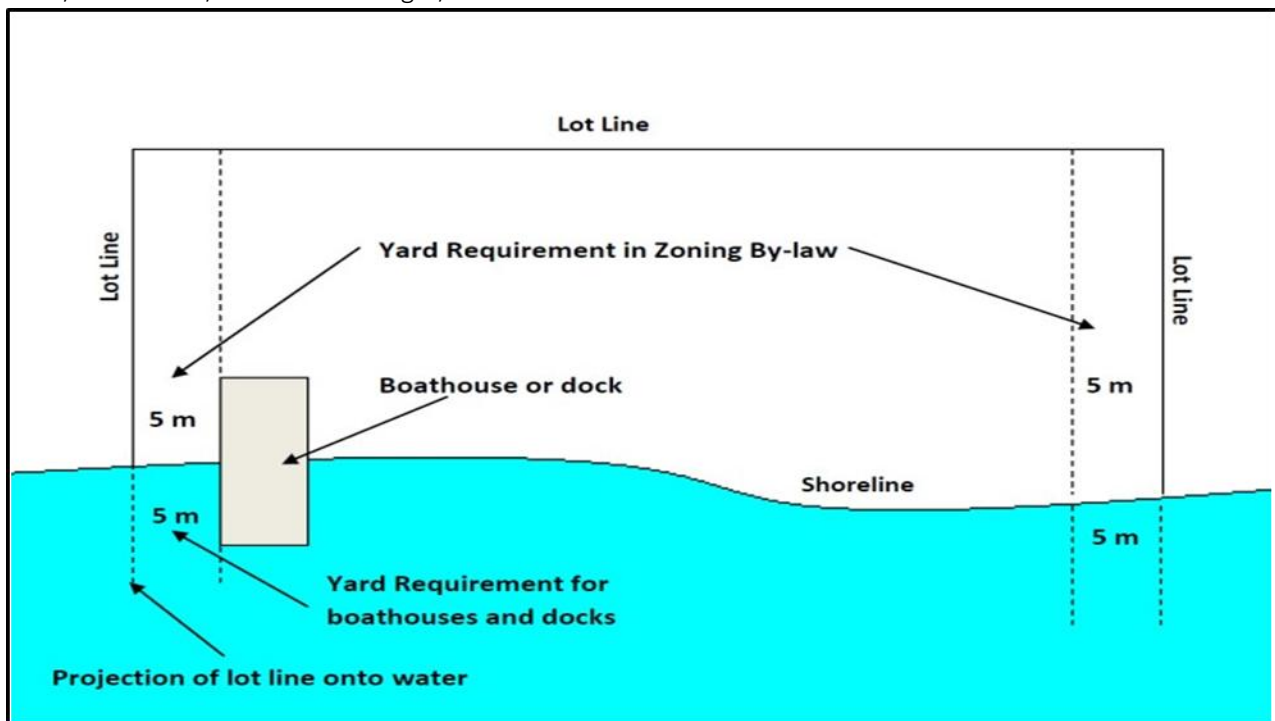 Lot Line
Lot Line
Yard Requirement in Zoning By-law
Lot Line
Boathouse or dock
5 m
5 m
Shoreline
5 m
5 m
Yard Requirement for
boathouses and docks
Projection of lot line onto water